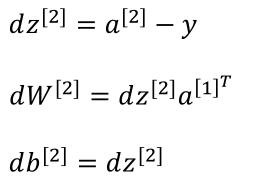 dz^[2] = a^[2] − y
dW^[2] = dz^[2]a^[1]^T
db^[2] = dz^[2]